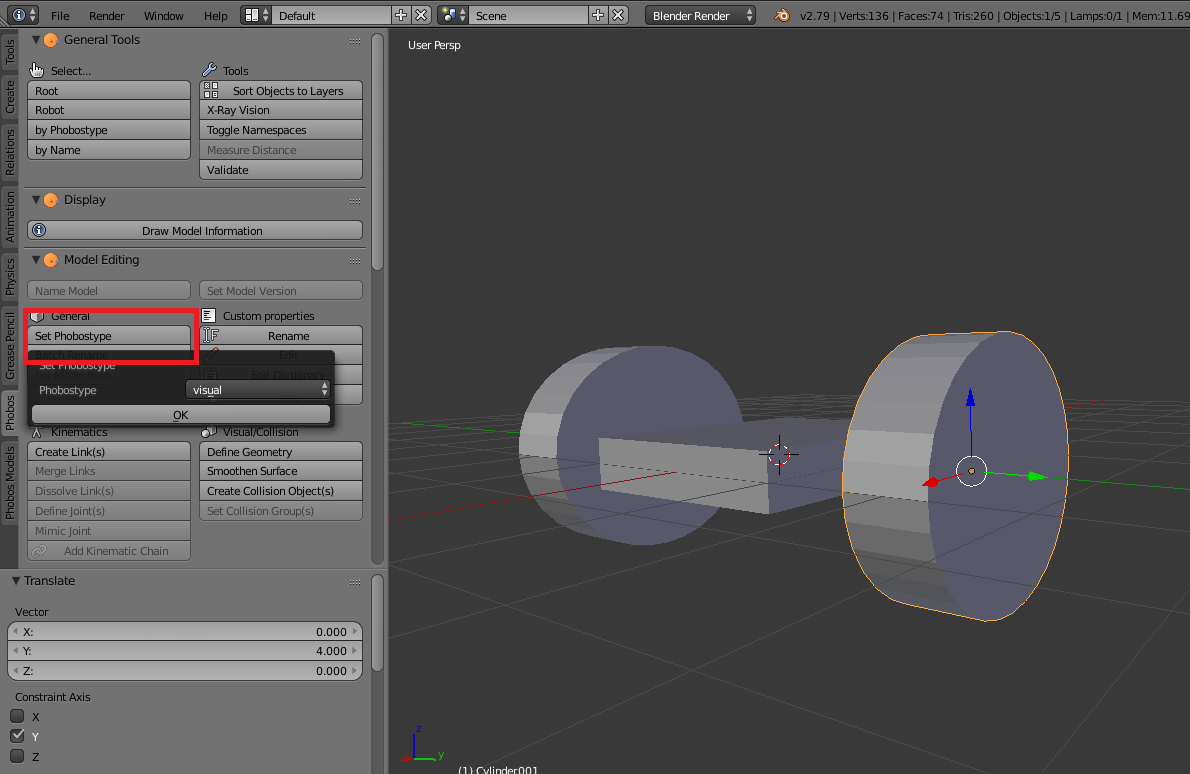 File Render Window Help Default Scene Blender Render v2.79 | Verts:136 | Faces:74 | Tris:260 | Objects:1/5 | Lamps:0/1 | Mem:11.69
Tools
Create
Relations
Animation
Physics
Grease Pencil
Phobos
Phobos Models
General Tools
Select... Tools
Root Sort Objects to Layers
Robot X-Ray Vision
by Phobostype Toggle Namespaces
by Name Measure Distance
Validate
Display
Draw Model Information
Model Editing
Name Model Set Model Version
General Custom properties
Set Phobostype Rename
Batch Rename Edit
Set Phobostype Edit Dictionary
Phobostype visual
OK
Kinematics Visual/Collision
Create Link(s) Define Geometry
Merge Links Smoothen Surface
Dissolve Link(s) Create Collision Object(s)
Define Joint(s) Set Collision Group(s)
Mimic Joint
Add Kinematic Chain
Translate
Vector
X: 0.000
Y: 4.000
Z: 0.000
Constraint Axis
X
Y
Z
User Persp
z
y
(1) Cylinder.001